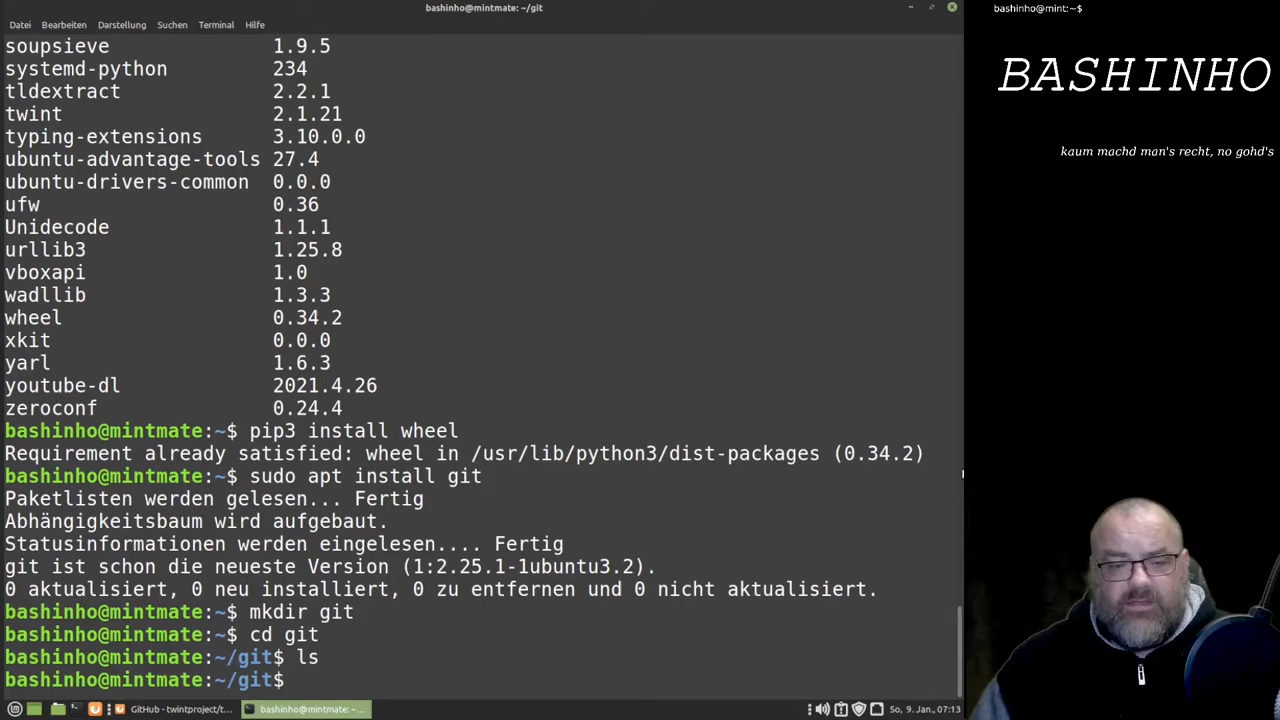 bashinho@mintmate: ~/git
Datei Bearbeiten Darstellung Suchen Terminal Hilfe
soupsieve 1.9.5
systemd-python 234
tldextract 2.2.1
twint 2.1.21
typing-extensions 3.10.0.0
ubuntu-advantage-tools 27.4
ubuntu-drivers-common 0.0.0
ufw 0.36
Unidecode 1.1.1
urllib3 1.25.8
vboxapi 1.0
wadllib 1.3.3
wheel 0.34.2
xkit 0.0.0
yarl 1.6.3
youtube-dl 2021.4.26
zeroconf 0.24.4
bashinho@mintmate:~$ pip3 install wheel
Requirement already satisfied: wheel in /usr/lib/python3/dist-packages (0.34.2)
bashinho@mintmate:~$ sudo apt install git
Paketlisten werden gelesen... Fertig
Abhängigkeitsbaum wird aufgebaut.
Statusinformationen werden eingelesen.... Fertig
git ist schon die neueste Version (1:2.25.1-1ubuntu3.2).
0 aktualisiert, 0 neu installiert, 0 zu entfernen und 0 nicht aktualisiert.
bashinho@mintmate:~$ mkdir git
bashinho@mintmate:~$ cd git
bashinho@mintmate:~/git$ ls
bashinho@mintmate:~/git$
GitHub - twintproject/t...
bashinho@mintmate: ~...
So, 9. Jan., 07:13
bashinho@mint:~$
BASHINHO
kaum machd man's recht, no gohd's